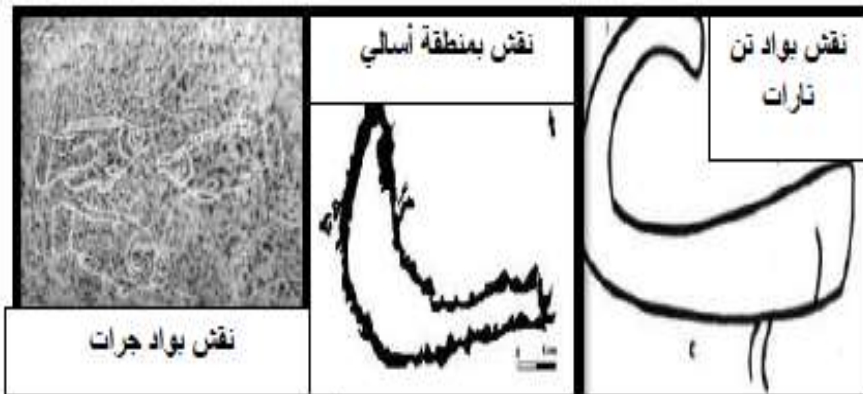 نقش بواد تن
تارات
نقش بمنطقة أسالي
نقش بواد جرات